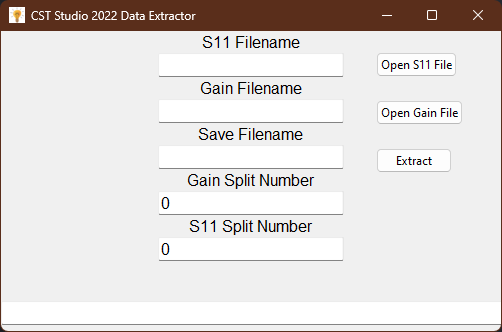 CST Studio 2022 Data Extractor
S11 Filename
Open S11 File
Gain Filename
Open Gain File
Save Filename
Extract
Gain Split Number
0
S11 Split Number
0